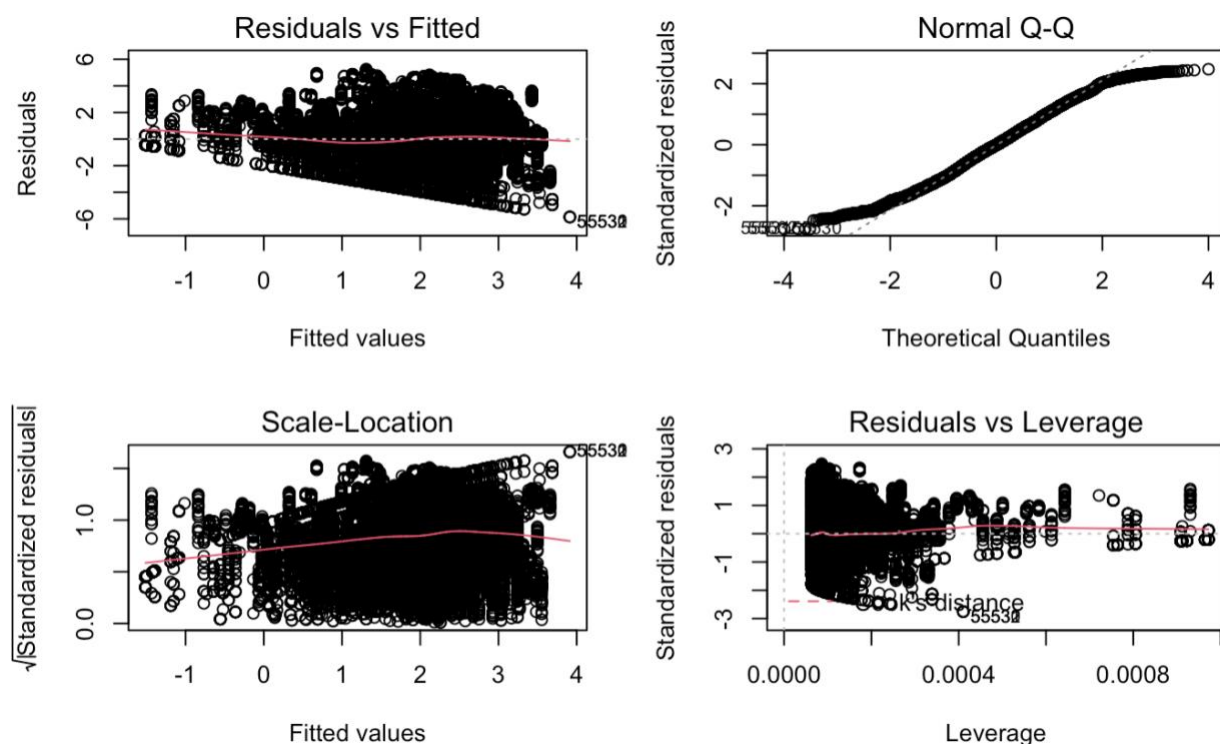 Residuals vs Fitted
Residuals
6
2
-2
-6
55532
-1 0 1 2 3 4
Fitted values
Normal Q-Q
Standardized residuals
2
0
-2
-4 -2 0 2 4
Theoretical Quantiles
Scale-Location
√|Standardized residuals|
1.0
0.0
-1 0 1 2 3 4
Fitted values
Residuals vs Leverage
Standardized residuals
3
1
-1
-3
distance
0.0000 0.0004 0.0008
Leverage